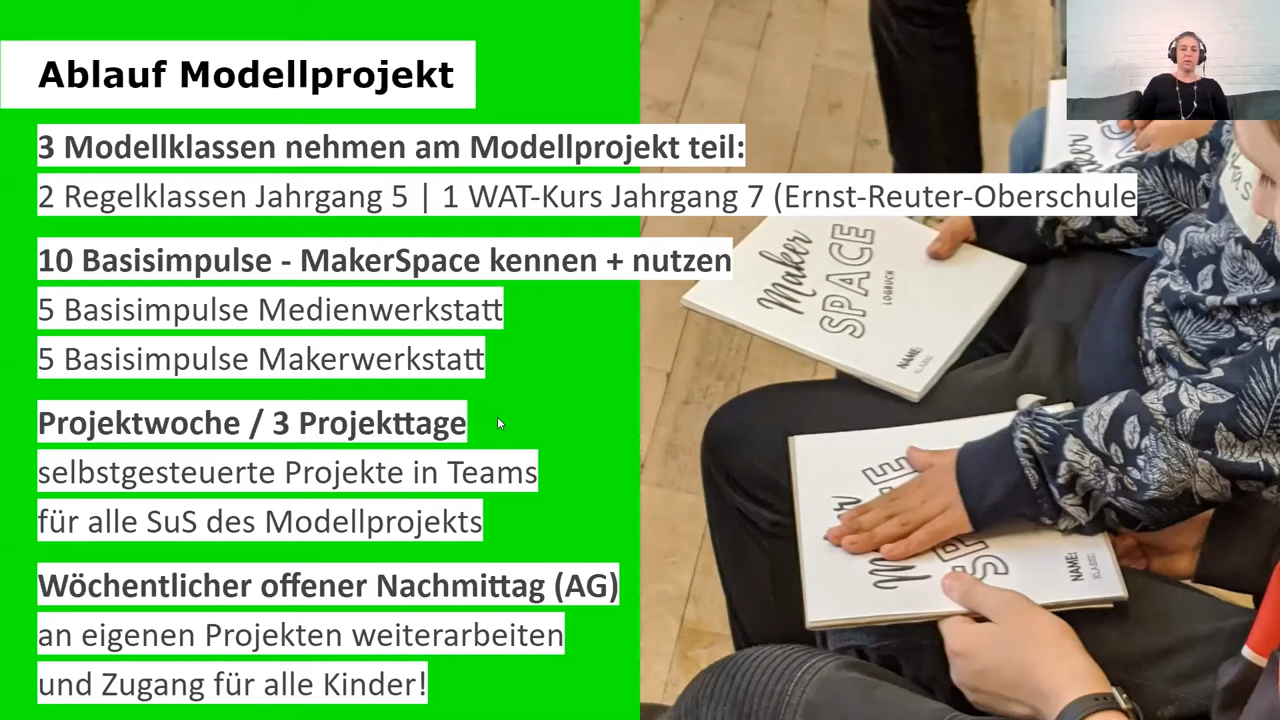 Ablauf Modellprojekt
3 Modellklassen nehmen am Modellprojekt teil:
2 Regelklassen Jahrgang 5 | 1 WAT-Kurs Jahrgang 7 (Ernst-Reuter-Oberschule
10 Basisimpulse - MakerSpace kennen + nutzen
5 Basisimpulse Medienwerkstatt
5 Basisimpulse Makerwerkstatt
Projektwoche / 3 Projekttage
selbstgesteuerte Projekte in Teams
für alle SuS des Modellprojekts
Wöchentlicher offener Nachmittag (AG)
an eigenen Projekten weiterarbeiten
und Zugang für alle Kinder!
Maker
SPACE
LOGBUCH
NAME:
KLASSE
NAME:
KLASSE